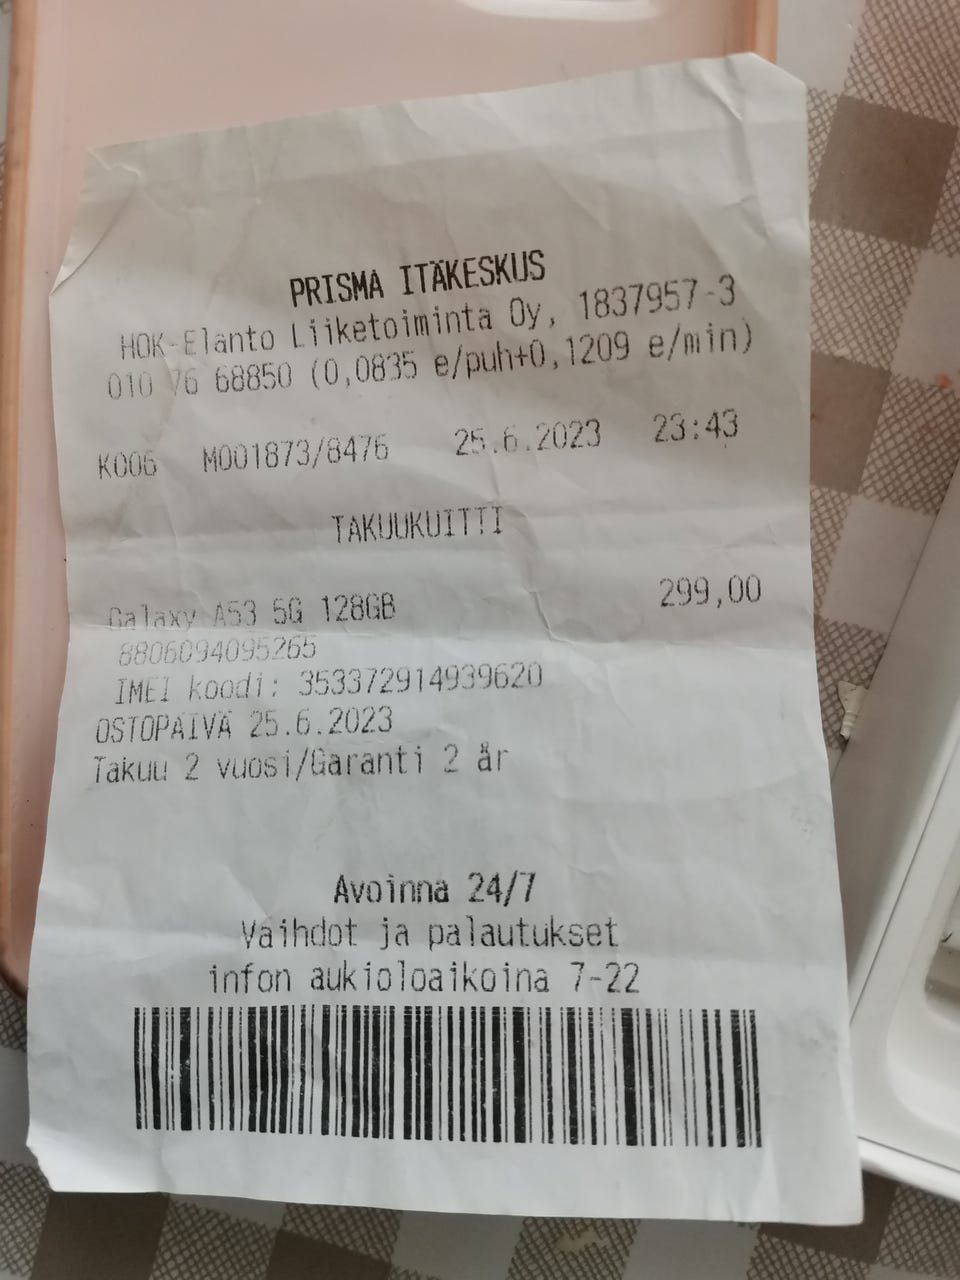 PRISMA ITÄKESKUS
HOK-Elanto Liiketoiminta Oy, 1837957-3
010 76 68850 (0,0835 e/puh+0,1209 e/min)
K006 M001873/8476 25.6.2023 23:43
TAKUUKUITTI
Galaxy A53 5G 128GB 299,00
8806094095265
IMEI koodi: 353372914939620
OSTOPÄIVÄ 25.6.2023
Takuu 2 vuosi/Garanti 2 år
Avoinna 24/7
Vaihdot ja palautukset
infon aukioloaikoina 7-22